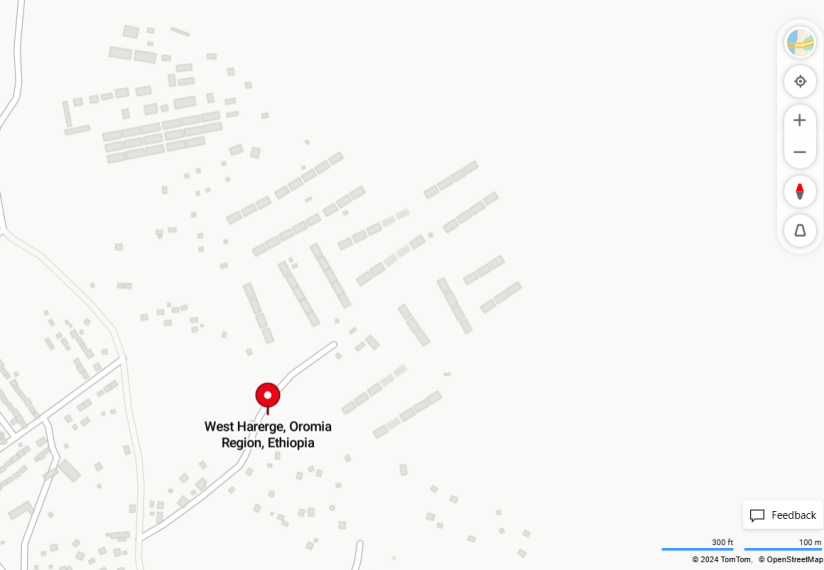 West Harerge, Oromia
Region, Ethiopia
Feedback
300 ft
100 m
© 2024 TomTom, © OpenStreetMap